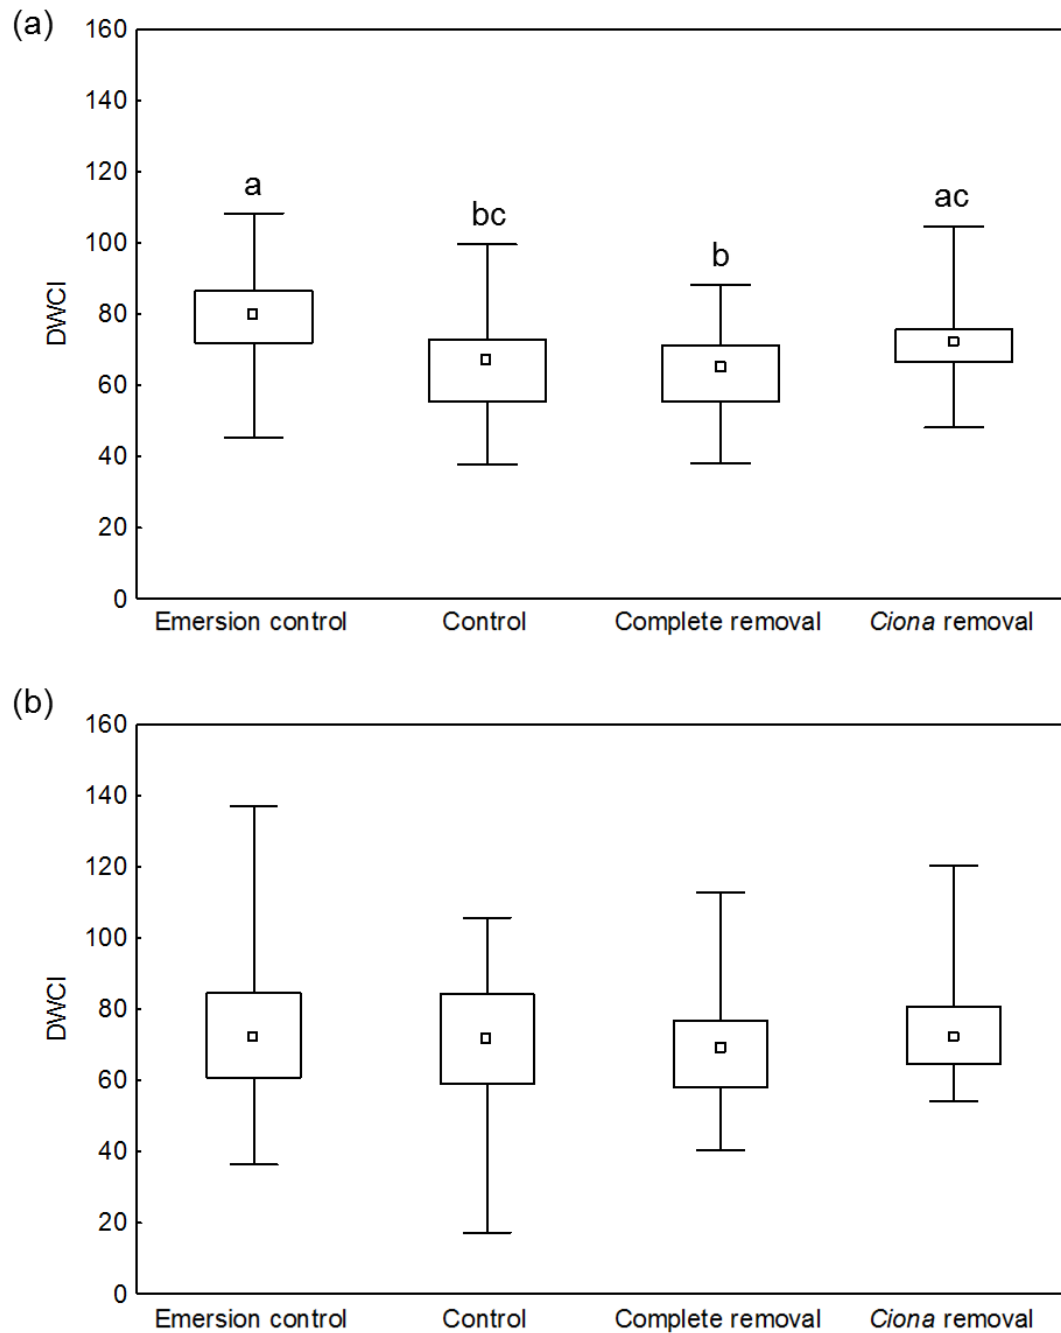 (a)
160
140
120
100
80
60
40
20
0
DWCI
a
bc
b
ac
Emersion control Control Complete removal Ciona removal
(b)
160
140
120
100
80
60
40
20
0
DWCI
Emersion control Control Complete removal Ciona removal